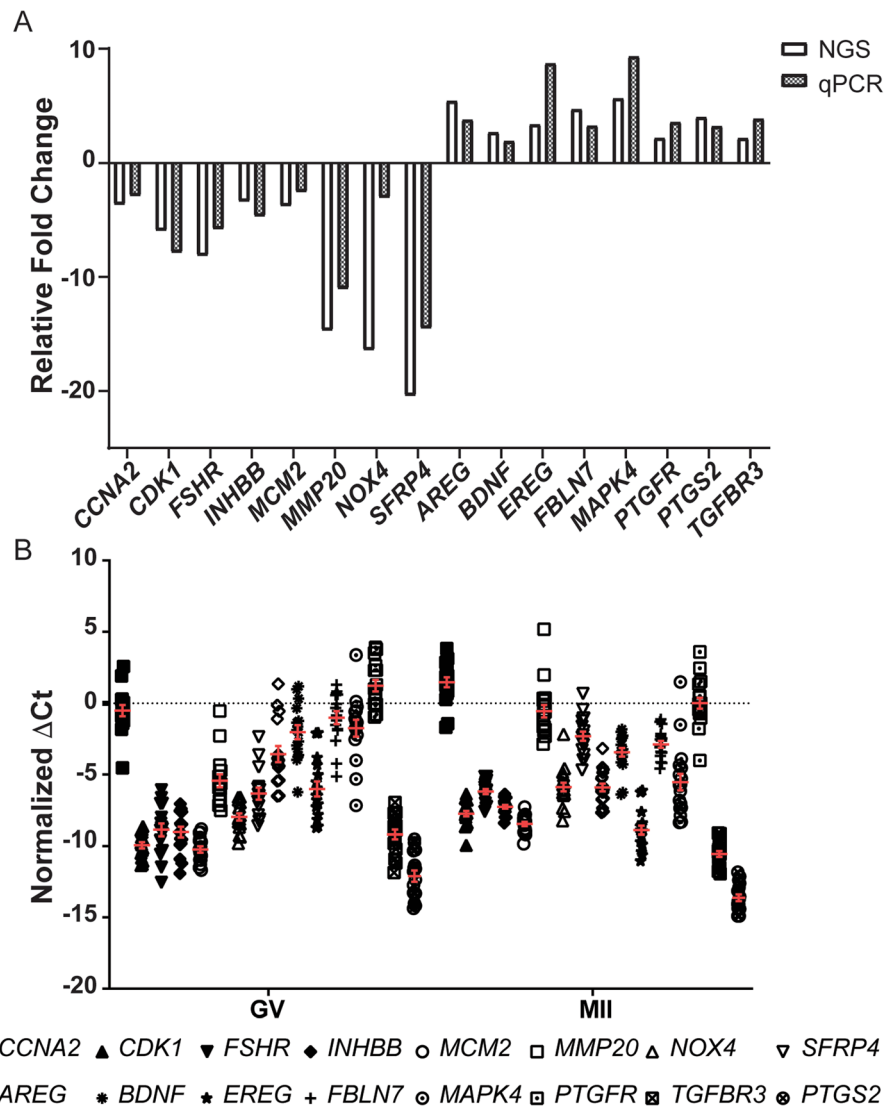 A
10
0
-10
-20
Relative Fold Change
NGS
qPCR
CCNA2 CDK1 FSHR INHBB MCM2 MMP20 NOX4 SFRP4 AREG BDNF EREG FBLN7 MAPK4 PTGFR PTGS2 TGFBR3
B
10
5
0
-5
-10
-15
-20
Normalized ΔCt
GV MII
CCNA2 CDK1 FSHR INHBB MCM2 MMP20 NOX4 SFRP4
AREG BDNF EREG FBLN7 MAPK4 PTGFR TGFBR3 PTGS2